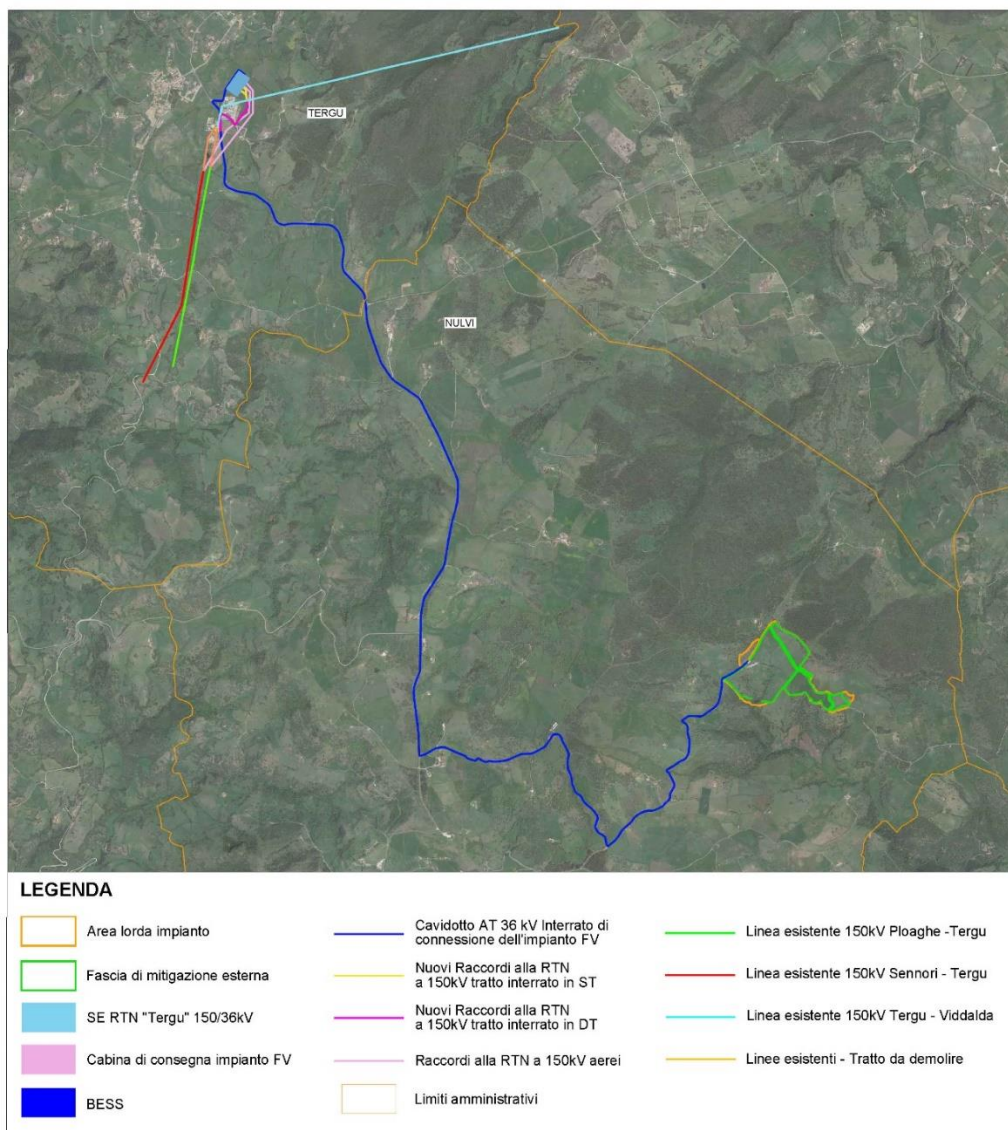 TERGU
NULVI
LEGENDA
Area lorda impianto
Fascia di mitigazione esterna
SE RTN "Tergu" 150/36kV
Cabina di consegna impianto FV
BESS
Cavidotto AT 36 kV Interrato di
connessione dell'impianto FV
Nuovi Raccordi alla RTN
a 150kV tratto interrato in ST
Nuovi Raccordi alla RTN
a 150kV tratto interrato in DT
Raccordi alla RTN a 150kV aerei
Limiti amministrativi
Linea esistente 150kV Ploaghe -Tergu
Linea esistente 150kV Sennori - Tergu
Linea esistente 150kV Tergu - Viddalda
Linee esistenti - Tratto da demolire